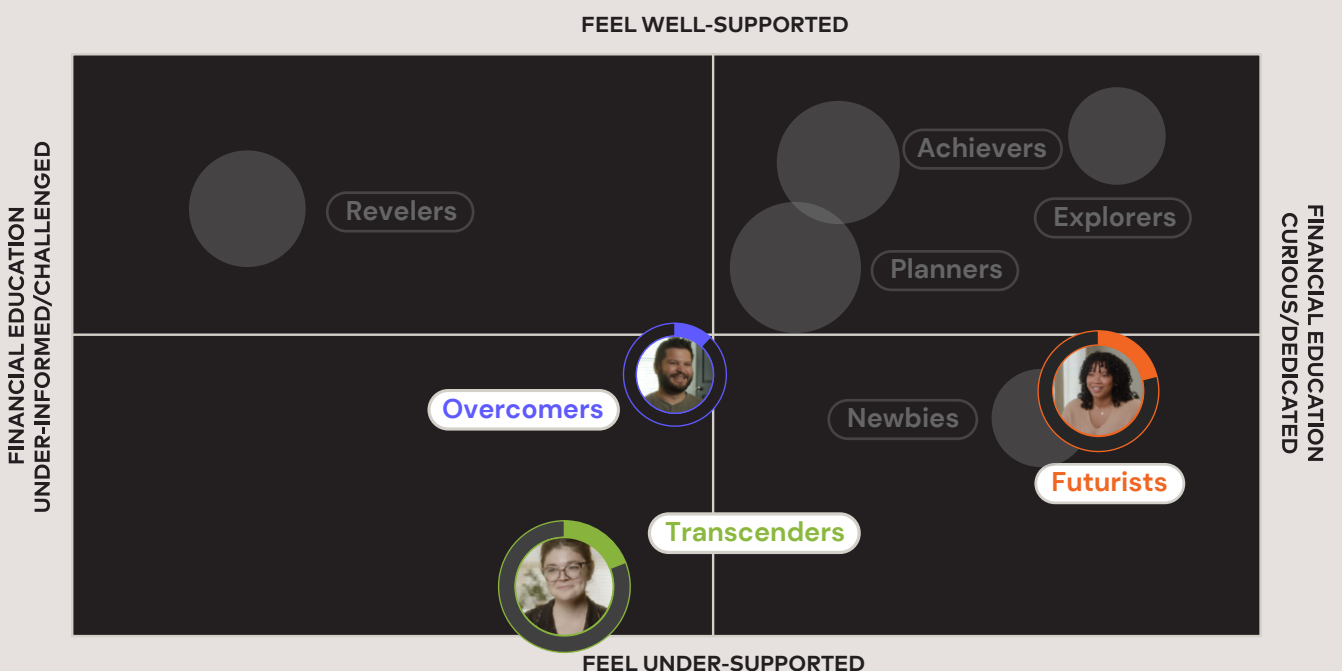 FEEL WELL-SUPPORTED
FINANCIAL EDUCATION
UNDER-INFORMED/CHALLENGED
Revelers
Achievers
Explorers
Planners
FINANCIAL EDUCATION
CURIOUS/DEDICATED
Overcomers
Newbies
Futurists
Transcenders
FEEL UNDER-SUPPORTED